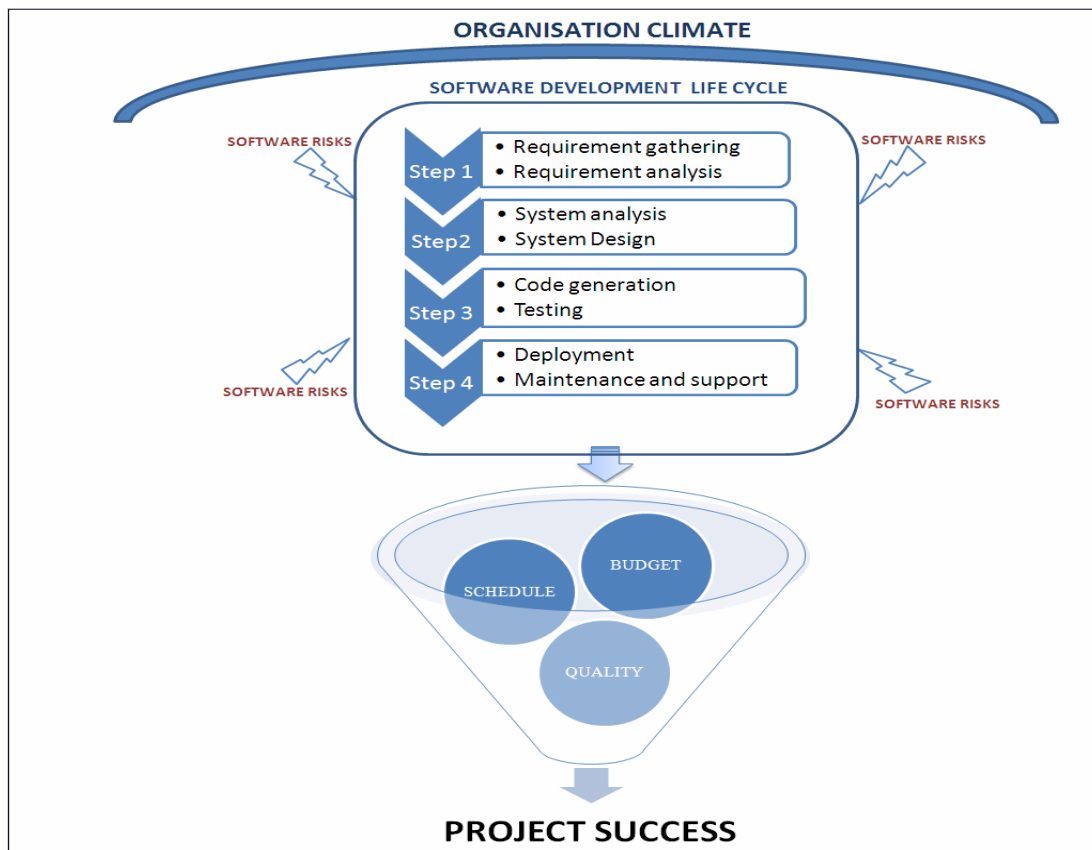 ORGANISATION CLIMATE
SOFTWARE DEVELOPMENT LIFE CYCLE
SOFTWARE RISKS
SOFTWARE RISKS
Step 1
• Requirement gathering
• Requirement analysis
Step2
• System analysis
• System Design
Step 3
• Code generation
• Testing
Step 4
• Deployment
• Maintenance and support
SOFTWARE RISKS
SOFTWARE RISKS
BUDGET
SCHEDULE
QUALITY
PROJECT SUCCESS